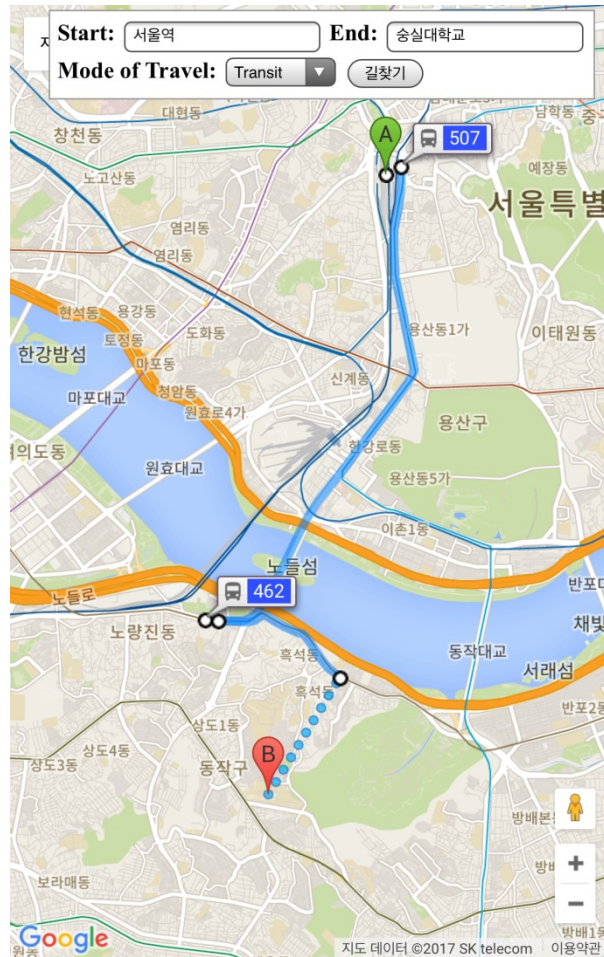 Start: 서울역 End: 숭실대학교
Mode of Travel: Transit 길찾기
대현동
남학동
중
창천동
A
507
예장동
노고산동
서울특별
염리동
염리동
현석동
용강동
토정동
도화동
용산동1가
이태원동
한강밤섬
마포동
신계동
청암동
마포대교
원효로4가
용산구
여의도동
한강로동
원효대교
용산동5가
이촌1동
노들섬
노들로
462
반포대
노량진동
채빛
흑석동
동작대교
흑석동
서래섬
반포2동
상도1동
B
상도4동
상도3동
동작구
방배본동
보라매동
방배1동
Google
지도 데이터 ©2017 SK telecom 이용약관